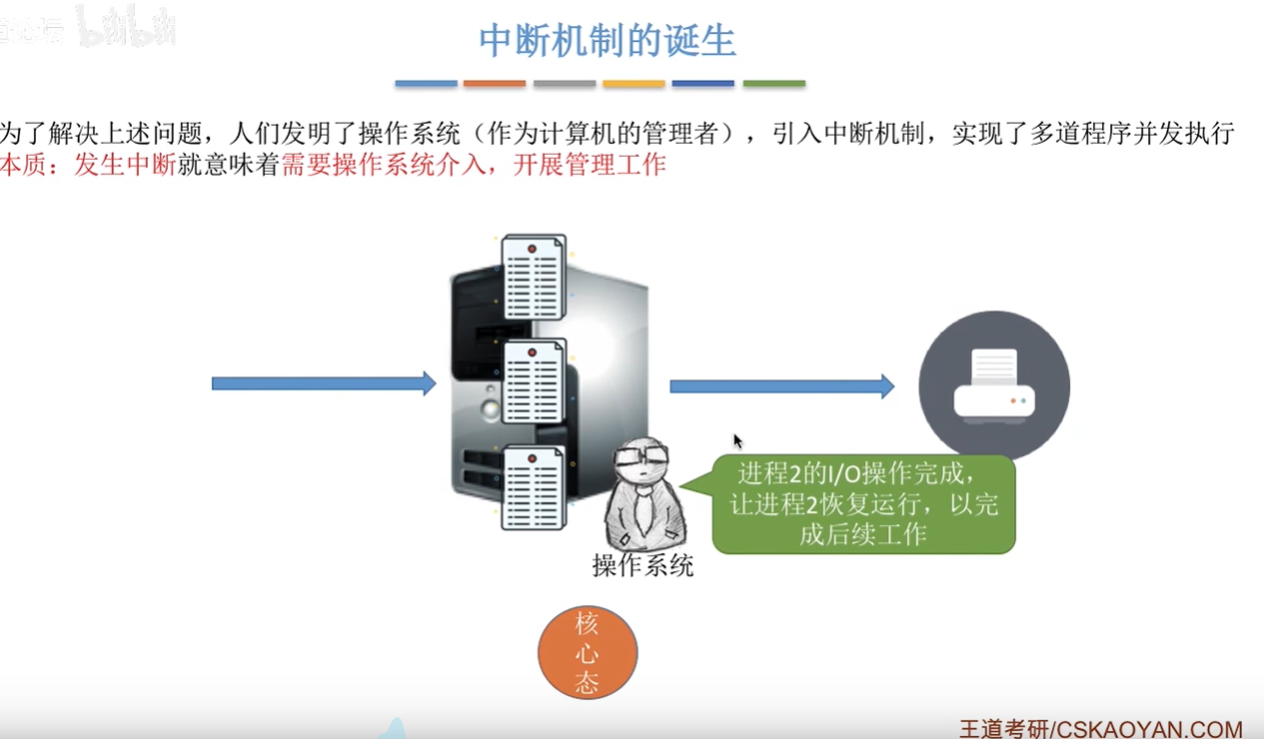 bilibili
中断机制的诞生
为了解决上述问题，人们发明了操作系统（作为计算机的管理者），引入中断机制，实现了多道程序并发执行
本质：发生中断就意味着需要操作系统介入，开展管理工作
进程2的I/O操作完成，
让进程2恢复运行，以完
成后续工作
操作系统
核
心
态
王道考研/CSKAOYAN.COM